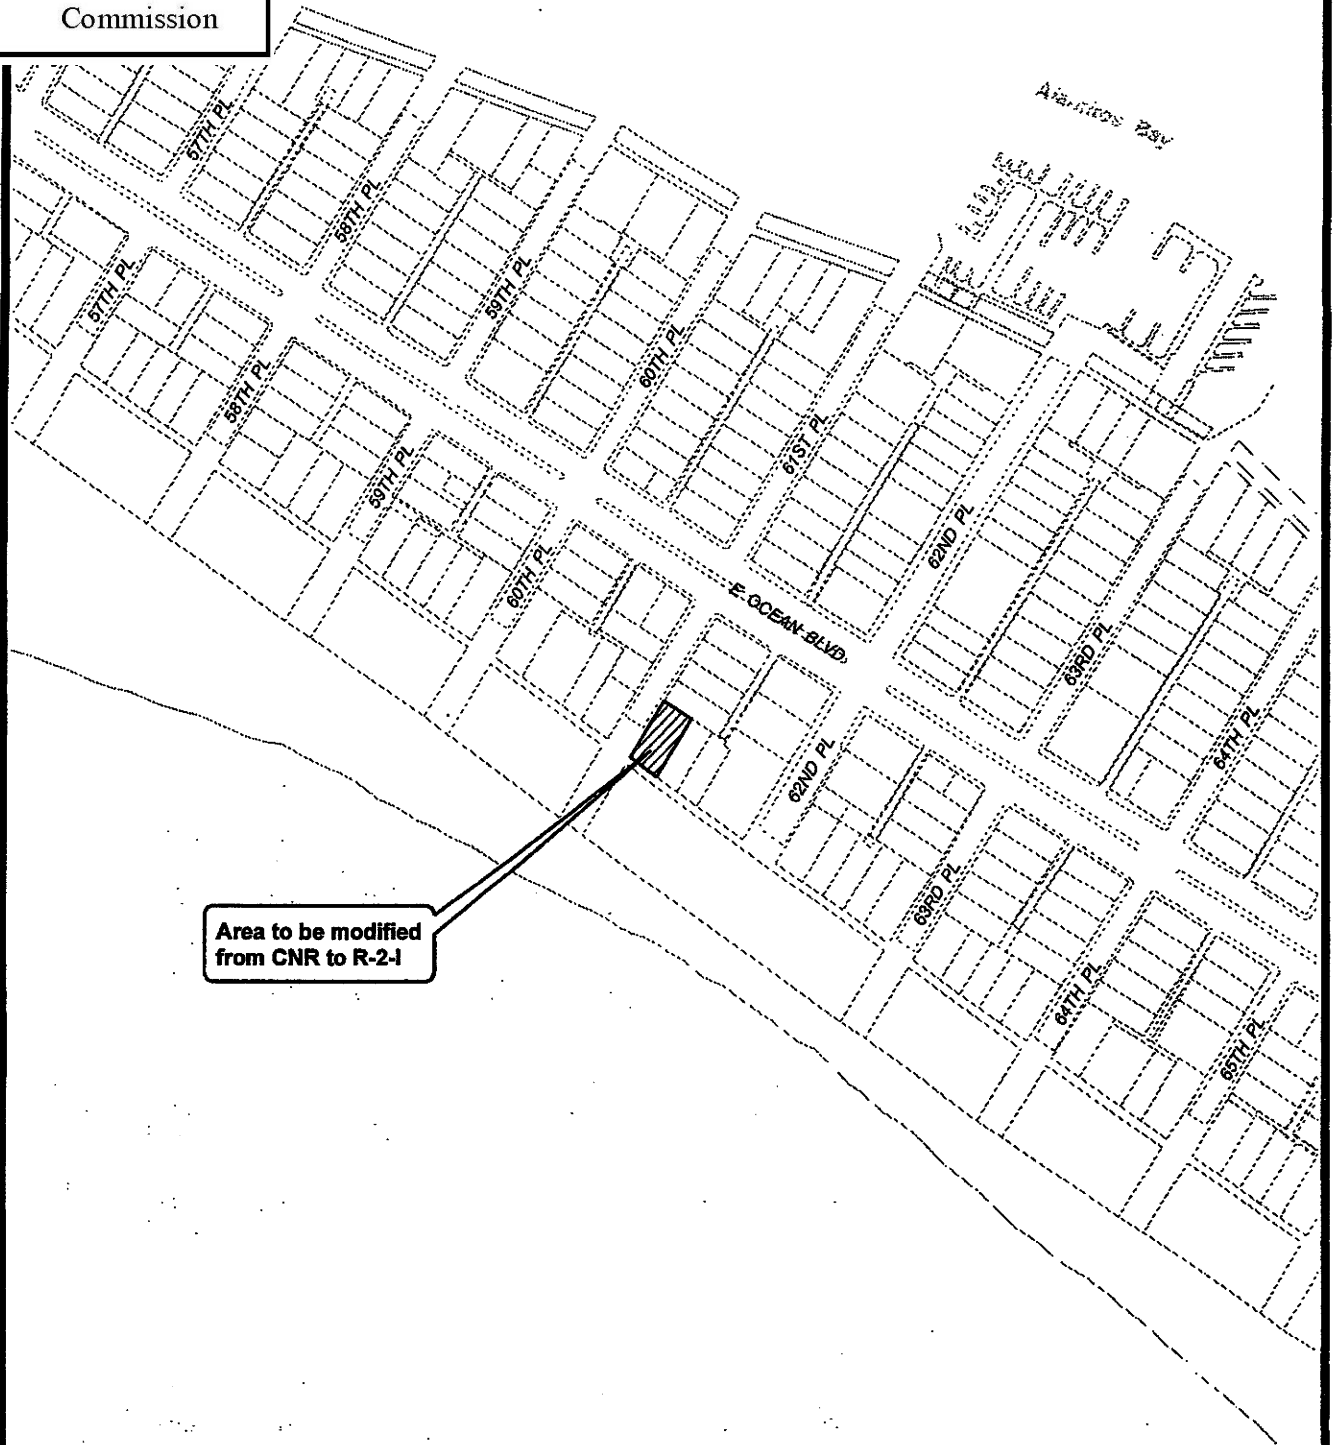 Commission
Alamitos Bay
57TH PL
58TH PL
59TH PL
60TH PL
61ST PL
62ND PL
63RD PL
64TH PL
57TH PL
58TH PL
59TH PL
60TH PL
E OCEAN BLVD
62ND PL
63RD PL
64TH PL
65TH PL
Area to be modified
from CNR to R-2-I